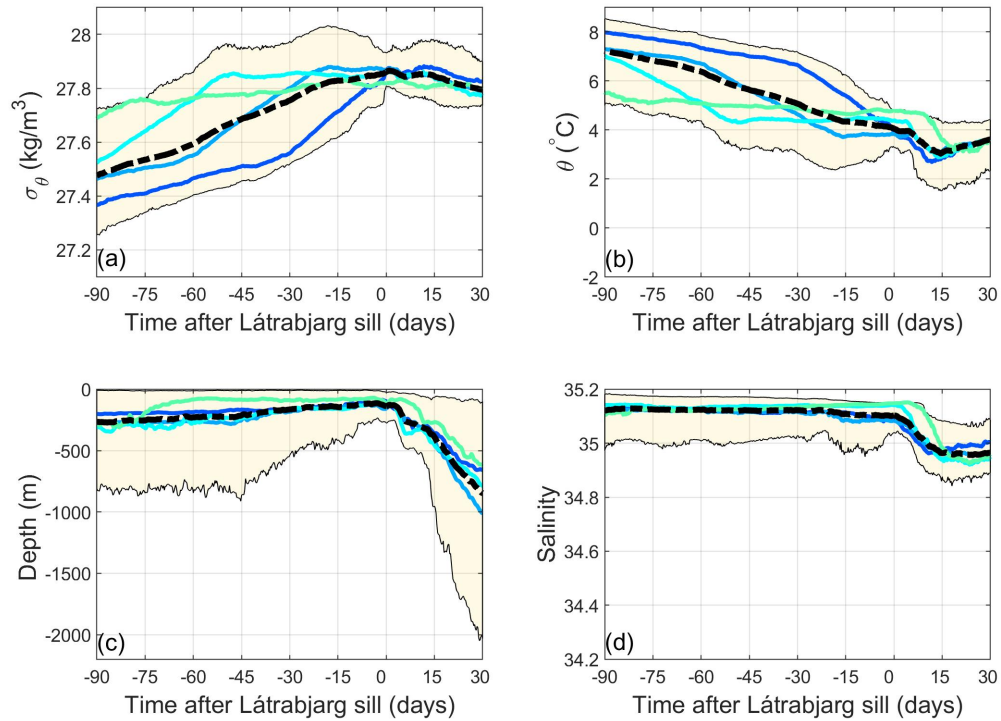 28
27.8
27.6
27.4
27.2
σθ (kg/m³)
(a)
-90 -75 -60 -45 -30 -15 0 15 30
Time after Látrabjarg sill (days)
8
6
4
2
0
-2
θ (°C)
(b)
-90 -75 -60 -45 -30 -15 0 15 30
Time after Látrabjarg sill (days)
0
-500
-1000
-1500
-2000
Depth (m)
(c)
-90 -75 -60 -45 -30 -15 0 15 30
Time after Látrabjarg sill (days)
35.2
35
34.8
34.6
34.4
34.2
Salinity
(d)
-90 -75 -60 -45 -30 -15 0 15 30
Time after Látrabjarg sill (days)